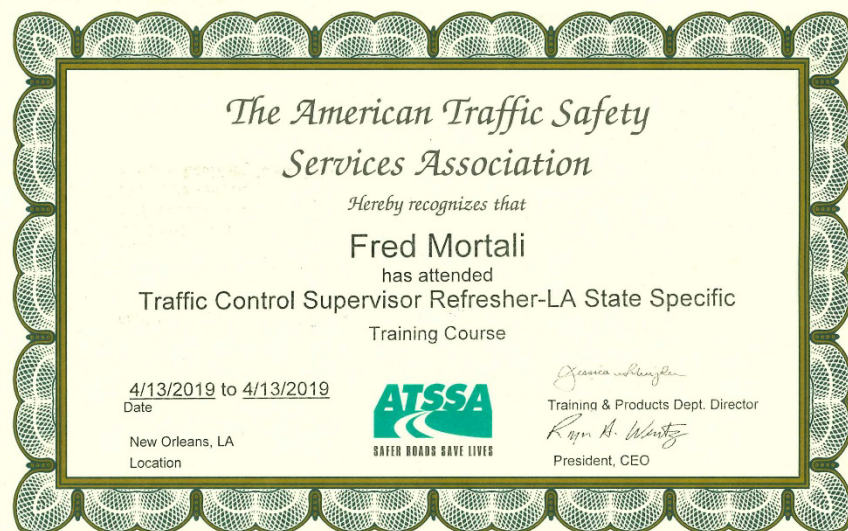 The American Traffic Safety
Services Association
Hereby recognizes that
Fred Mortali
has attended
Traffic Control Supervisor Refresher-LA State Specific
Training Course
4/13/2019 to 4/13/2019
Date
New Orleans, LA
Location
ATSSA
SAFER ROADS SAVE LIVES
Jessica
Training & Products Dept. Director
A. Wentz
President, CEO